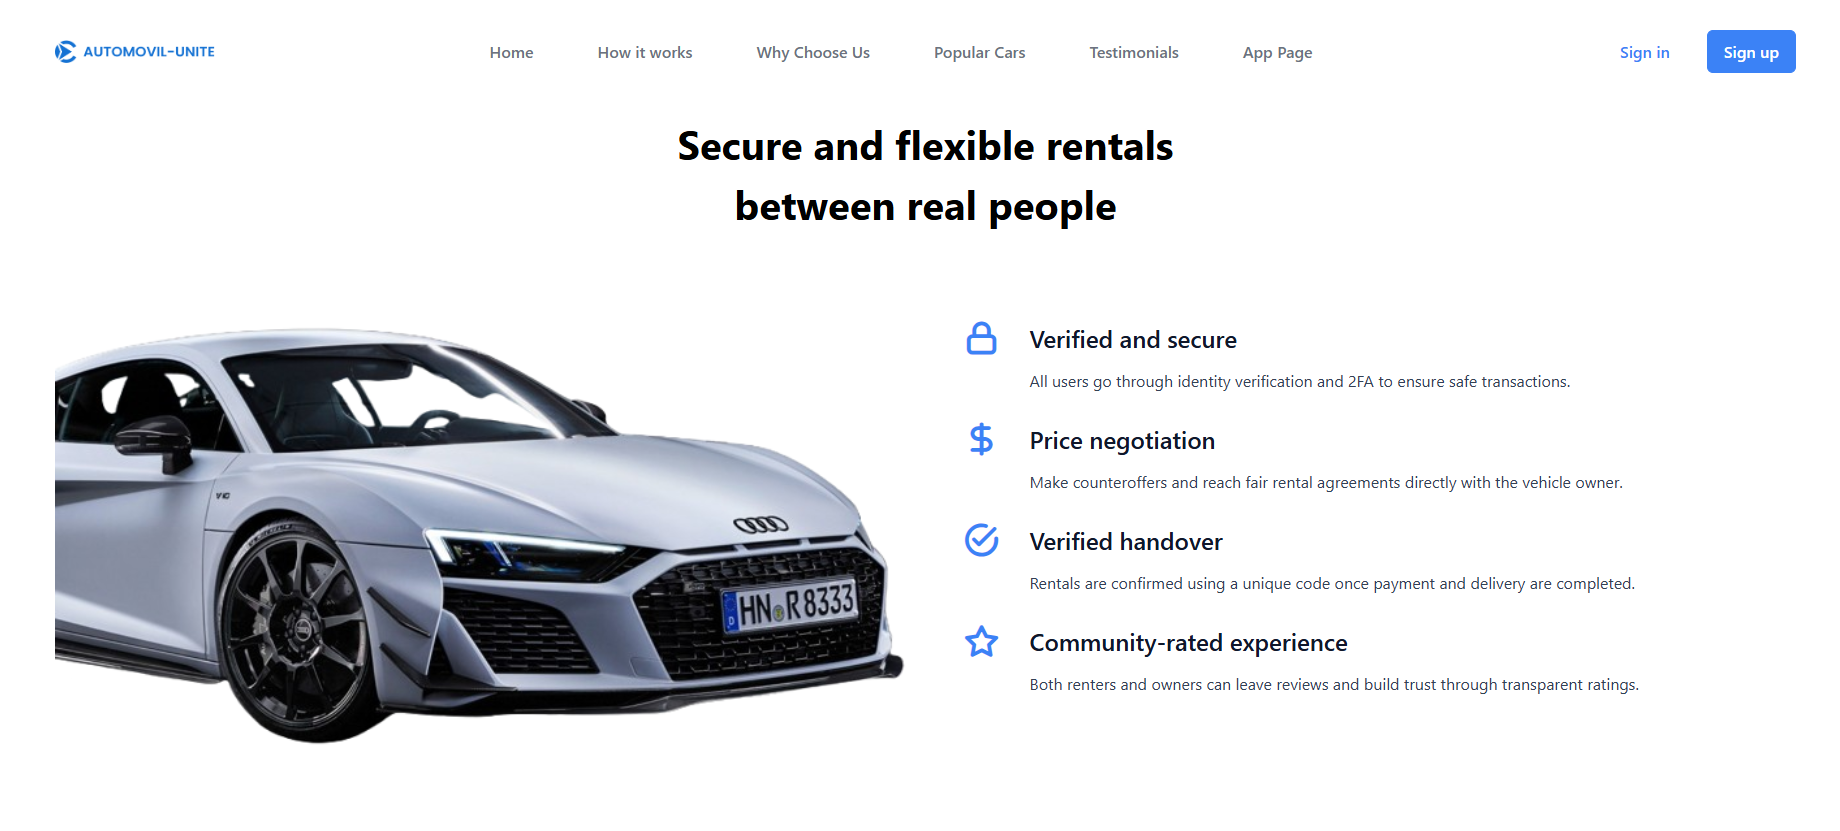 AUTOMOVIL-UNITE
Home
How it works
Why Choose Us
Popular Cars
Testimonials
App Page
Sign in
Sign up
Secure and flexible rentals
between real people
Verified and secure
All users go through identity verification and 2FA to ensure safe transactions.
Price negotiation
Make counteroffers and reach fair rental agreements directly with the vehicle owner.
Verified handover
Rentals are confirmed using a unique code once payment and delivery are completed.
Community-rated experience
Both renters and owners can leave reviews and build trust through transparent ratings.
V10
D
HN R 8333